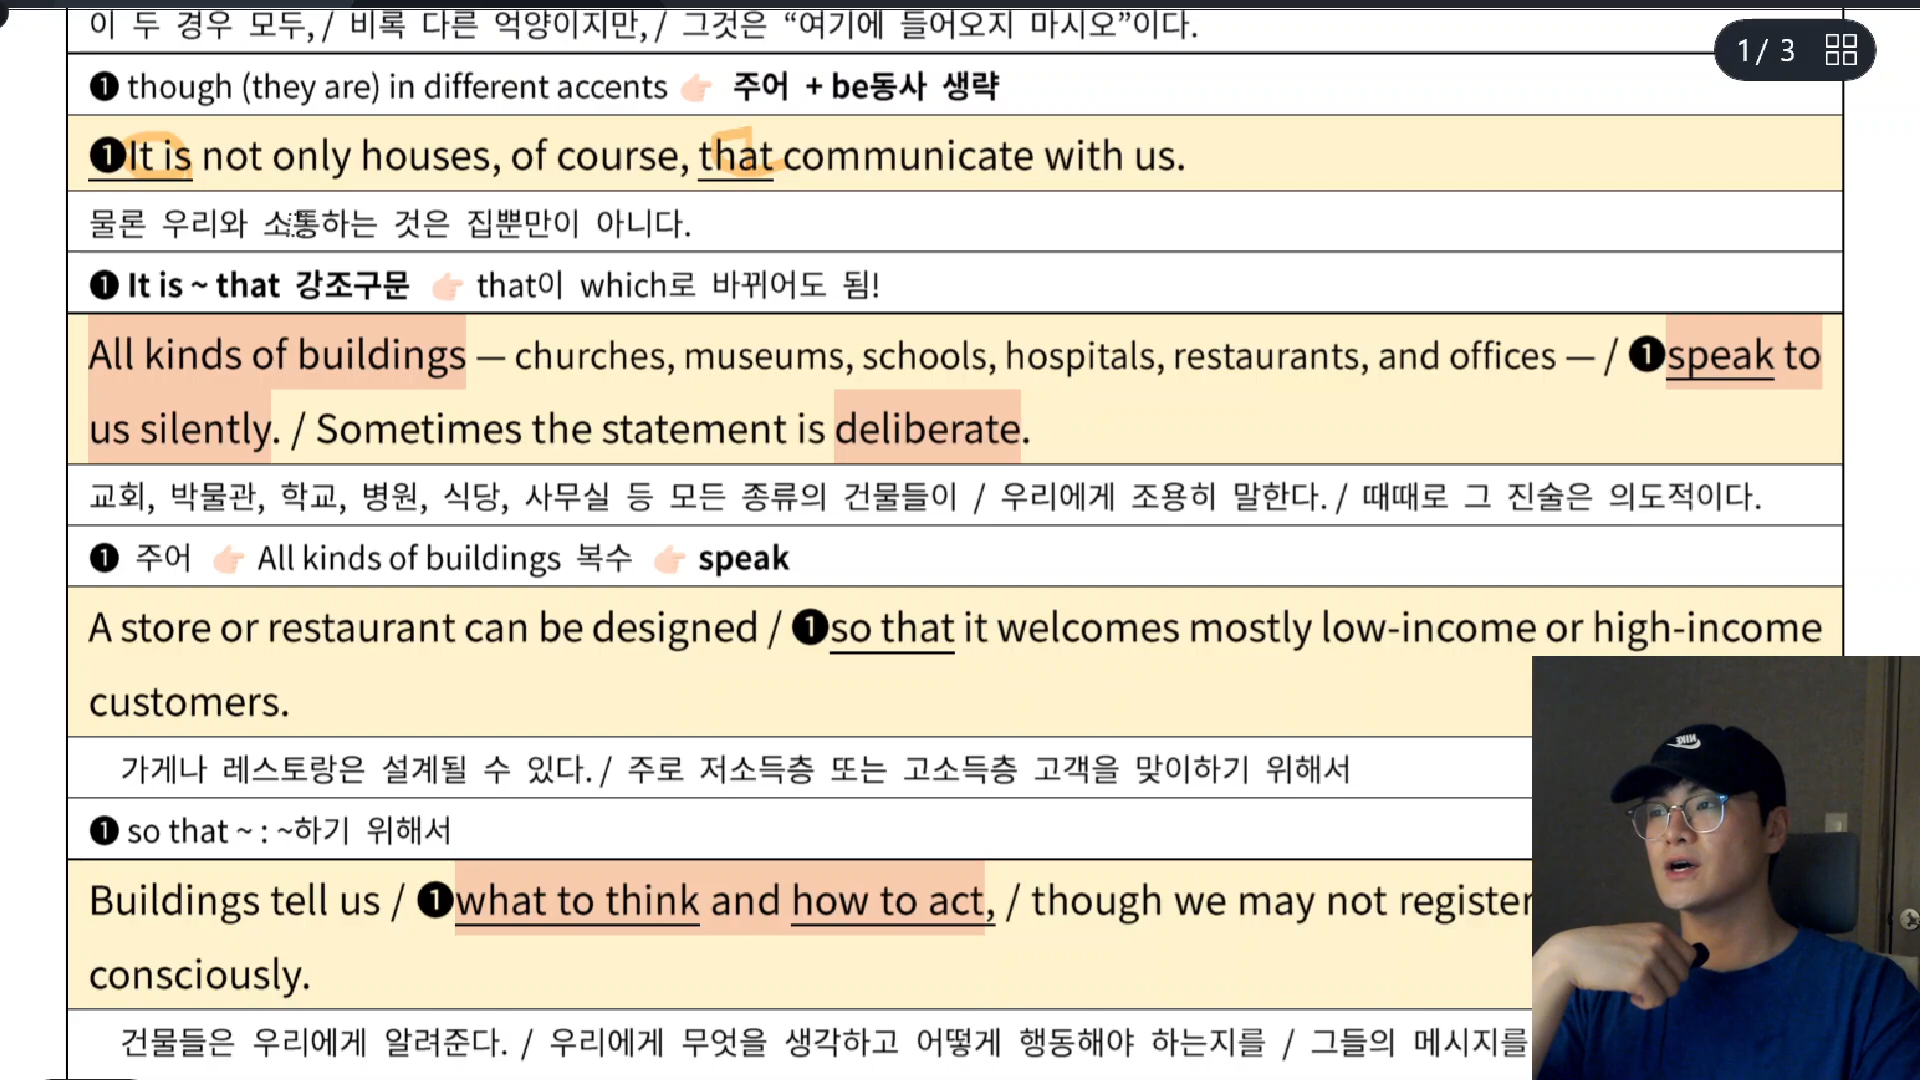 이 두 경우 모두, / 비록 다른 억양이지만, / 그것은 “여기에 들어오지 마시오”이다.
1 / 3
❶ though (they are) in different accents 👉 주어 + be동사 생략
❶It is not only houses, of course, that communicate with us.
물론 우리와 소통하는 것은 집뿐만이 아니다.
❶ It is ~ that 강조구문 👉 that이 which로 바뀌어도 됨!
All kinds of buildings — churches, museums, schools, hospitals, restaurants, and offices — / ❶speak to
us silently. / Sometimes the statement is deliberate.
교회, 박물관, 학교, 병원, 식당, 사무실 등 모든 종류의 건물들이 / 우리에게 조용히 말한다. / 때때로 그 진술은 의도적이다.
❶ 주어 👉 All kinds of buildings 복수 👉 speak
A store or restaurant can be designed / ❶so that it welcomes mostly low-income or high-income
customers.
가게나 레스토랑은 설계될 수 있다. / 주로 저소득층 또는 고소득층 고객을 맞이하기 위해서
❶ so that ~ : ~하기 위해서
Buildings tell us / ❶what to think and how to act, / though we may not register
consciously.
건물들은 우리에게 알려준다. / 우리에게 무엇을 생각하고 어떻게 행동해야 하는지를 / 그들의 메시지를
NIKE